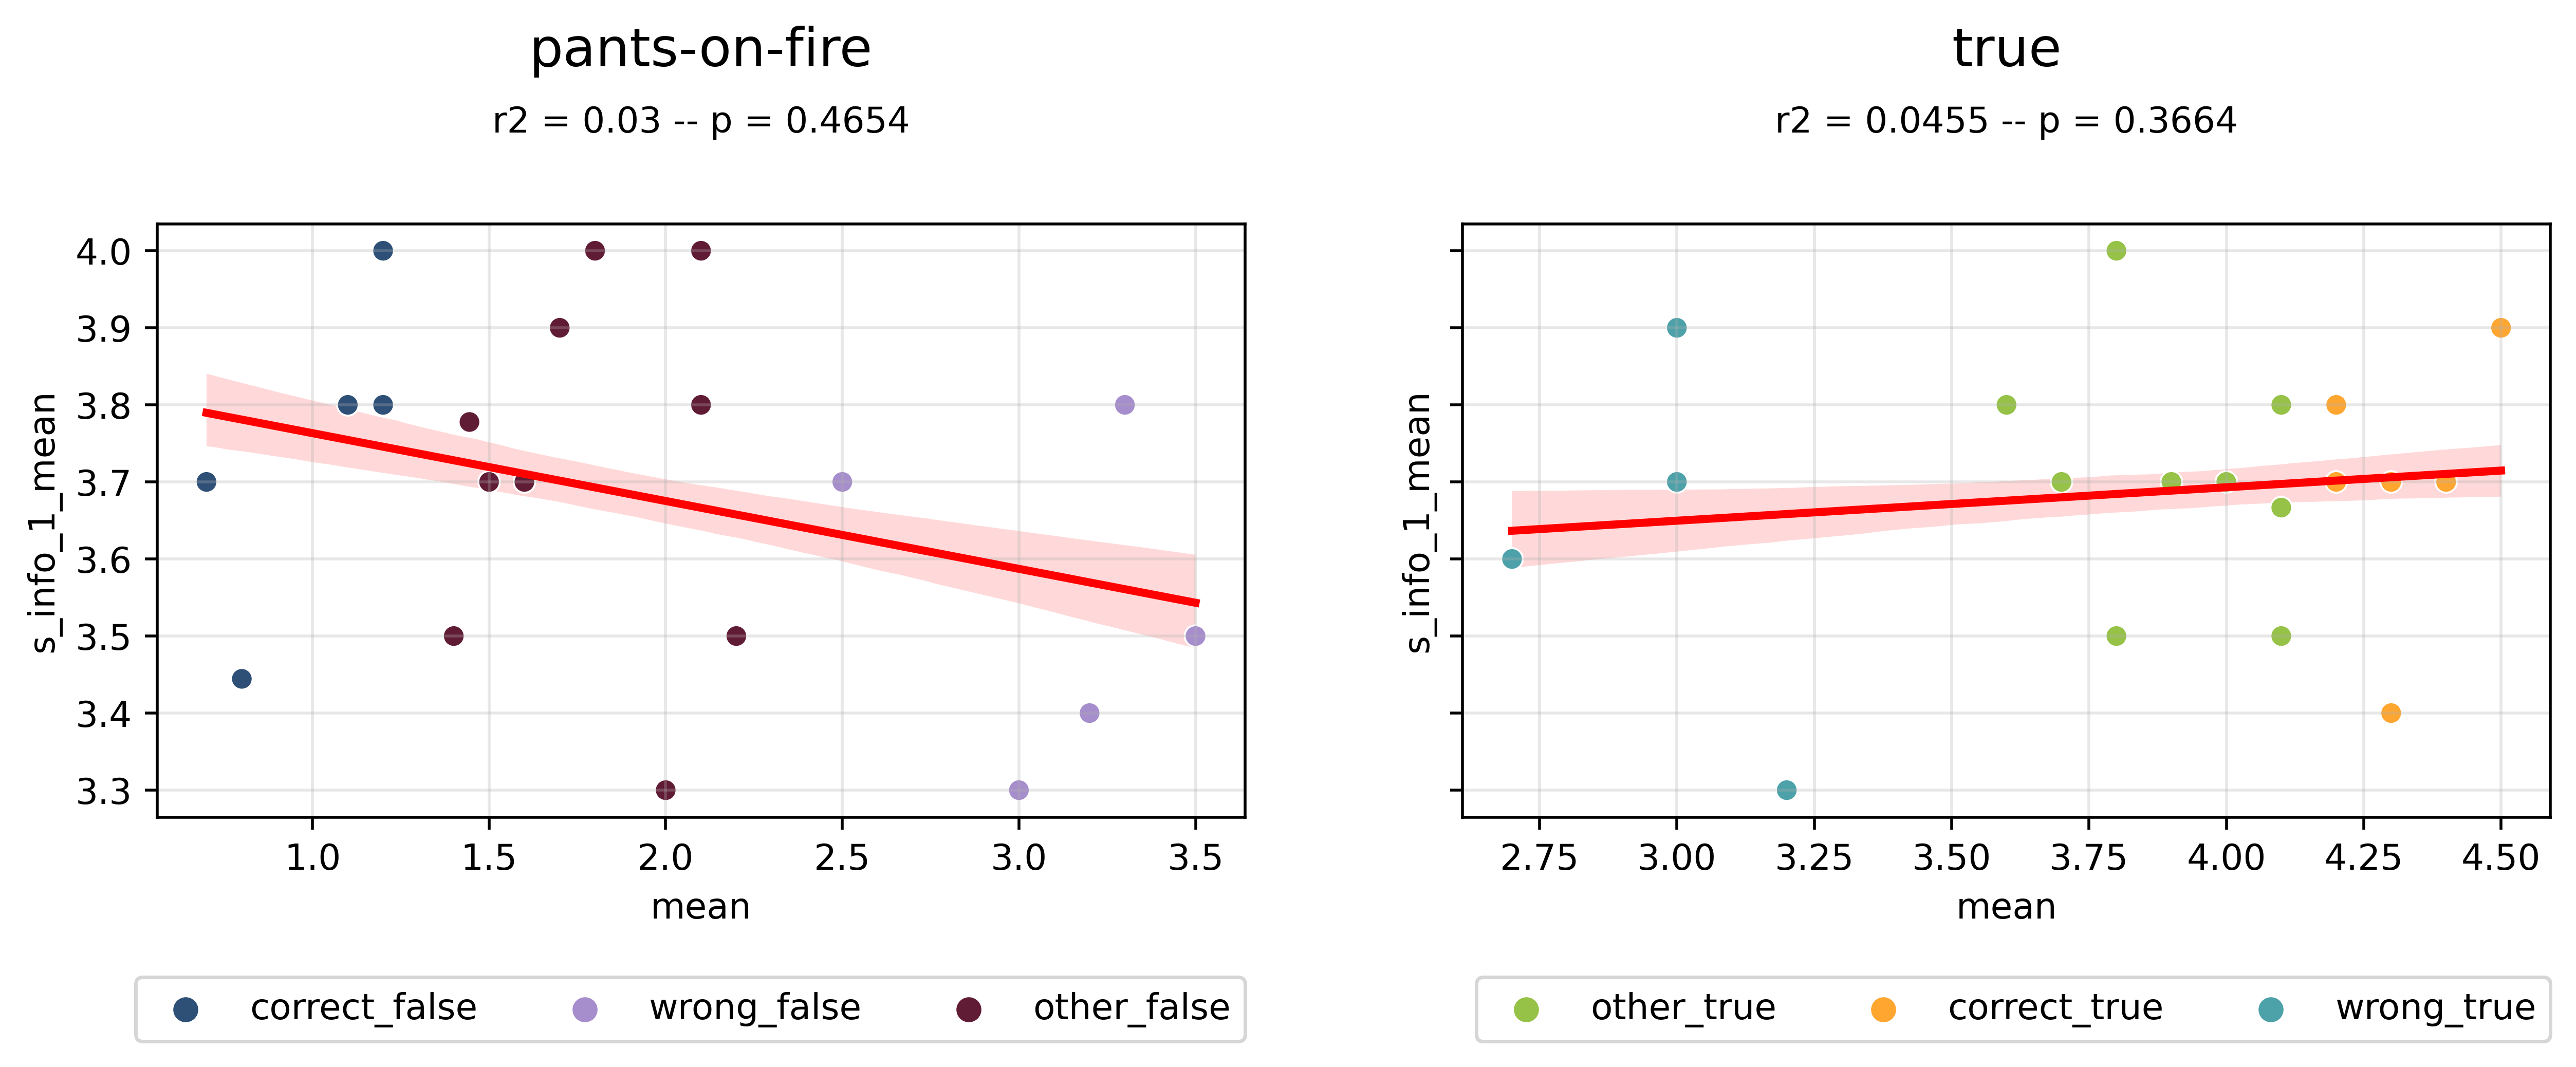 pants-on-fire
r2 = 0.03 -- p = 0.4654
s_info_1_mean
4.0
3.9
3.8
3.7
3.6
3.5
3.4
3.3
1.0 1.5 2.0 2.5 3.0 3.5
mean
correct_false wrong_false other_false
true
r2 = 0.0455 -- p = 0.3664
s_info_1_mean
2.75 3.00 3.25 3.50 3.75 4.00 4.25 4.50
mean
other_true correct_true wrong_true